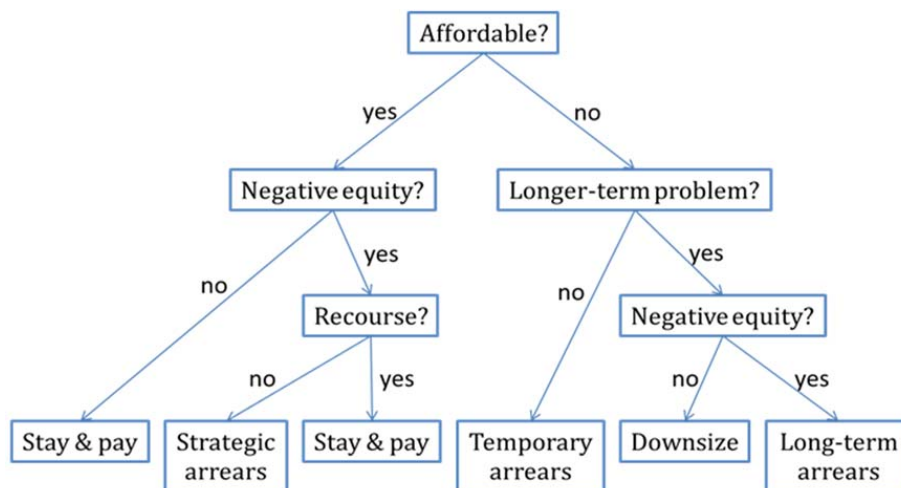 Affordable?
yes
no
Negative equity?
Longer-term problem?
no
yes
no
yes
Recourse?
Negative equity?
no
yes
no
yes
Stay & pay
Strategic
arrears
Stay & pay
Temporary
arrears
Downsize
Long-term
arrears